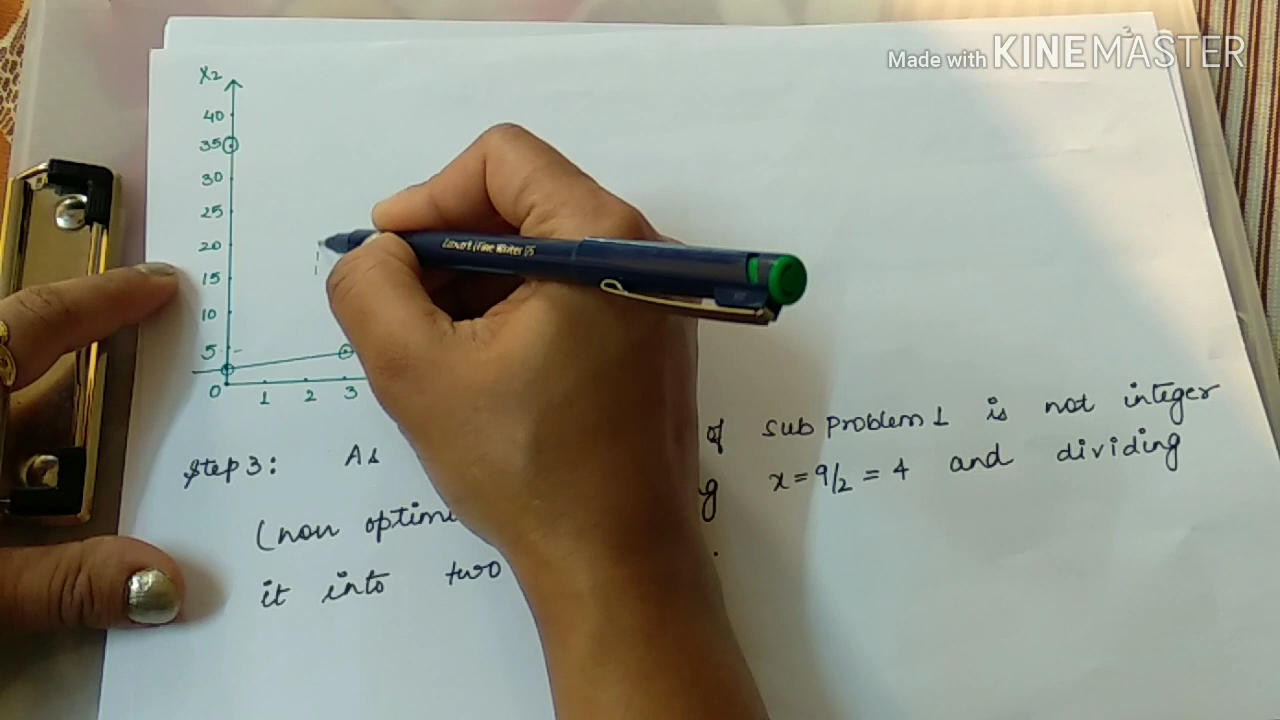 Made with KINEMASTER
2
X2
40
35
30
25
20
15
10
5
0 1 2 3
Step 3: As of sub problem 1 is not integer
(non optim g x = 9/2 = 4 and dividing
it into two .